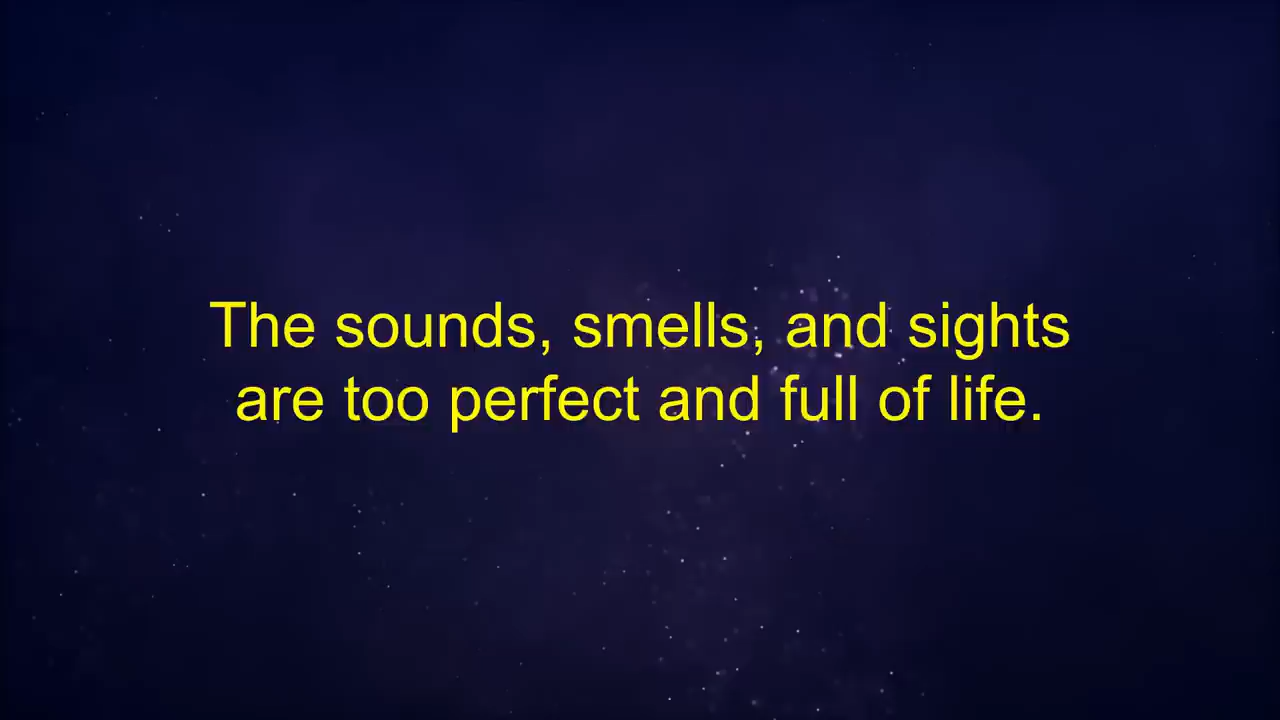 The sounds, smells, and sights
are too perfect and full of life.